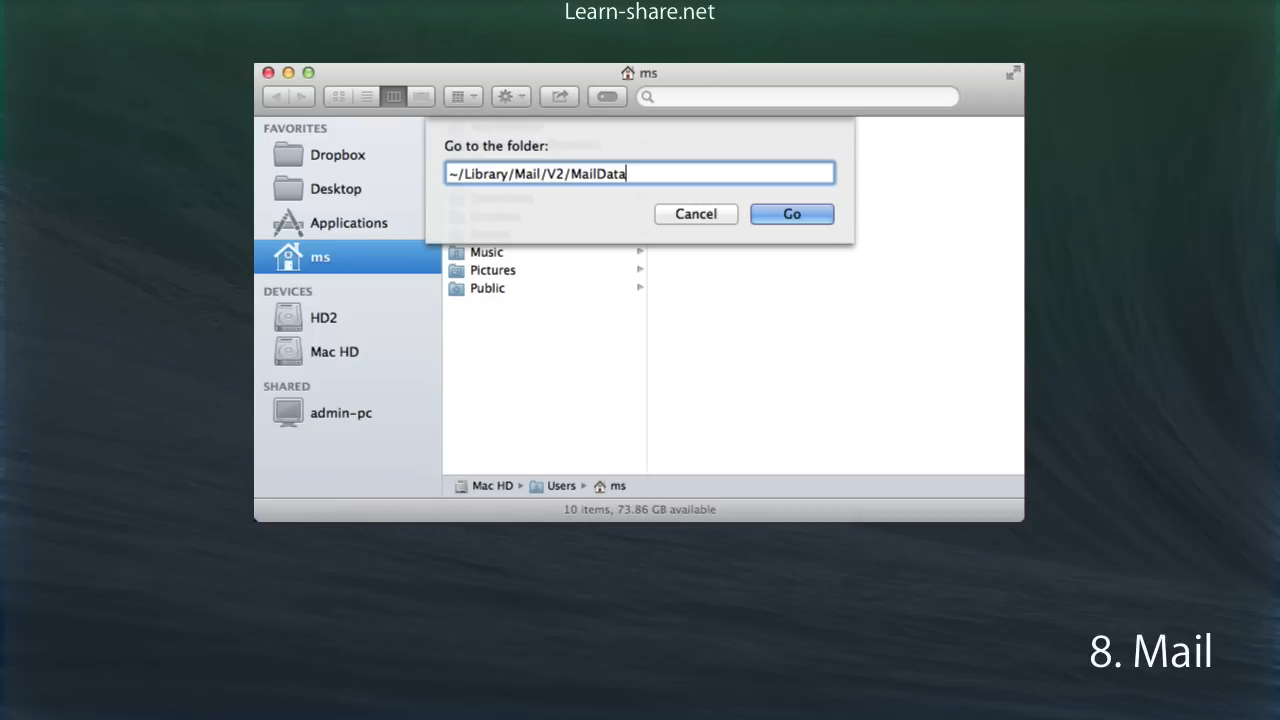 Learn-share.net
ms
FAVORITES
Dropbox
Desktop
Applications
ms
DEVICES
HD2
Mac HD
SHARED
admin-pc
Go to the folder:
~/Library/Mail/V2/MailData
Cancel
Go
Music
Pictures
Public
Mac HD Users ms
10 items, 73.86 GB available
8. Mail